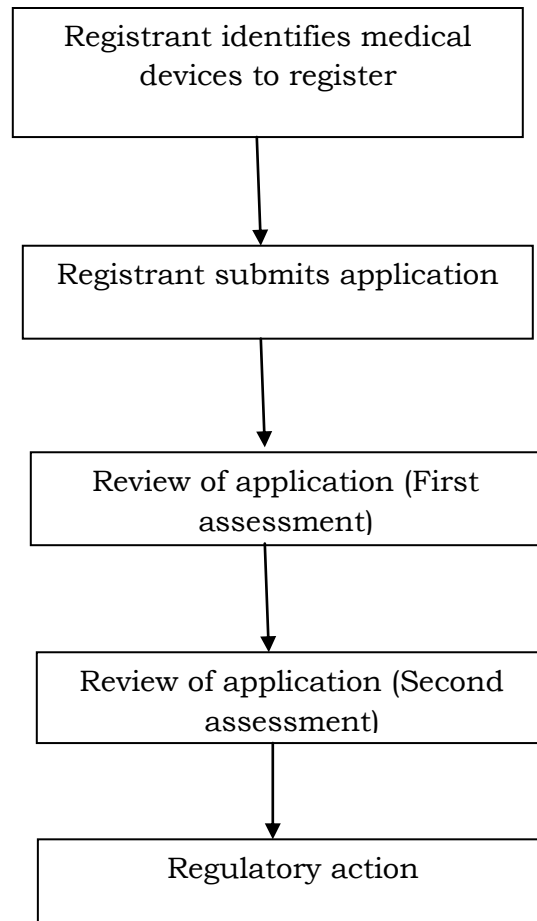 Registrant identifies medical
devices to register
Registrant submits application
Review of application (First
assessment)
Review of application (Second
assessment)
Regulatory action